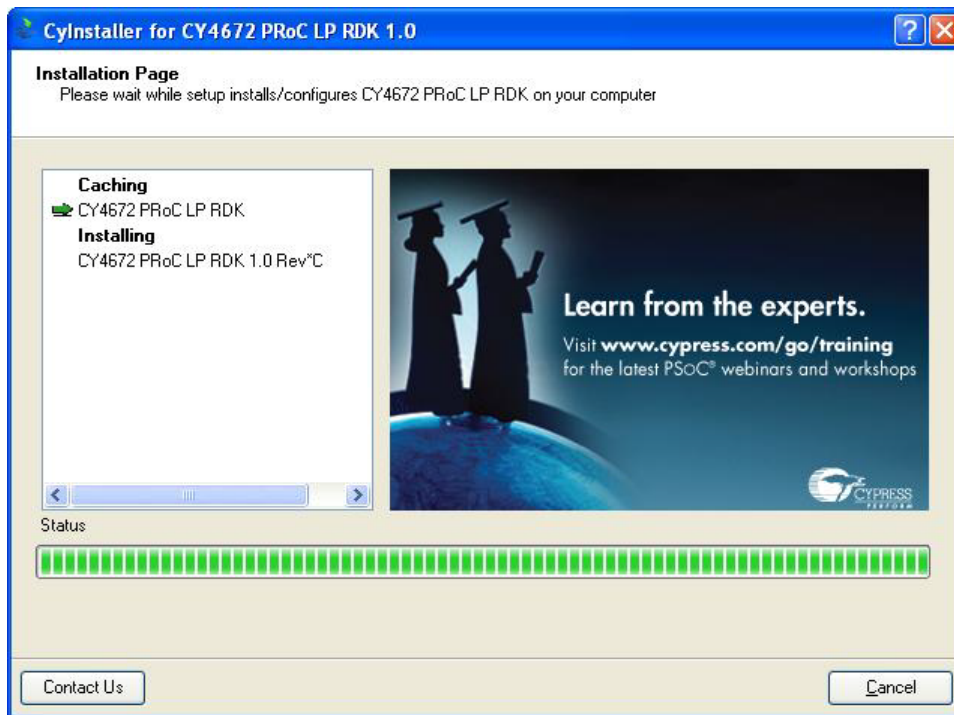 CyInstaller for CY4672 PRoC LP RDK 1.0
Installation Page
Please wait while setup installs/configures CY4672 PRoC LP RDK on your computer
Caching
CY4672 PRoC LP RDK
Installing
CY4672 PRoC LP RDK 1.0 Rev*C
Learn from the experts.
Visit www.cypress.com/go/training
for the latest PSoC® webinars and workshops
CYPRESS
PERFORM
Status
Contact Us
Cancel